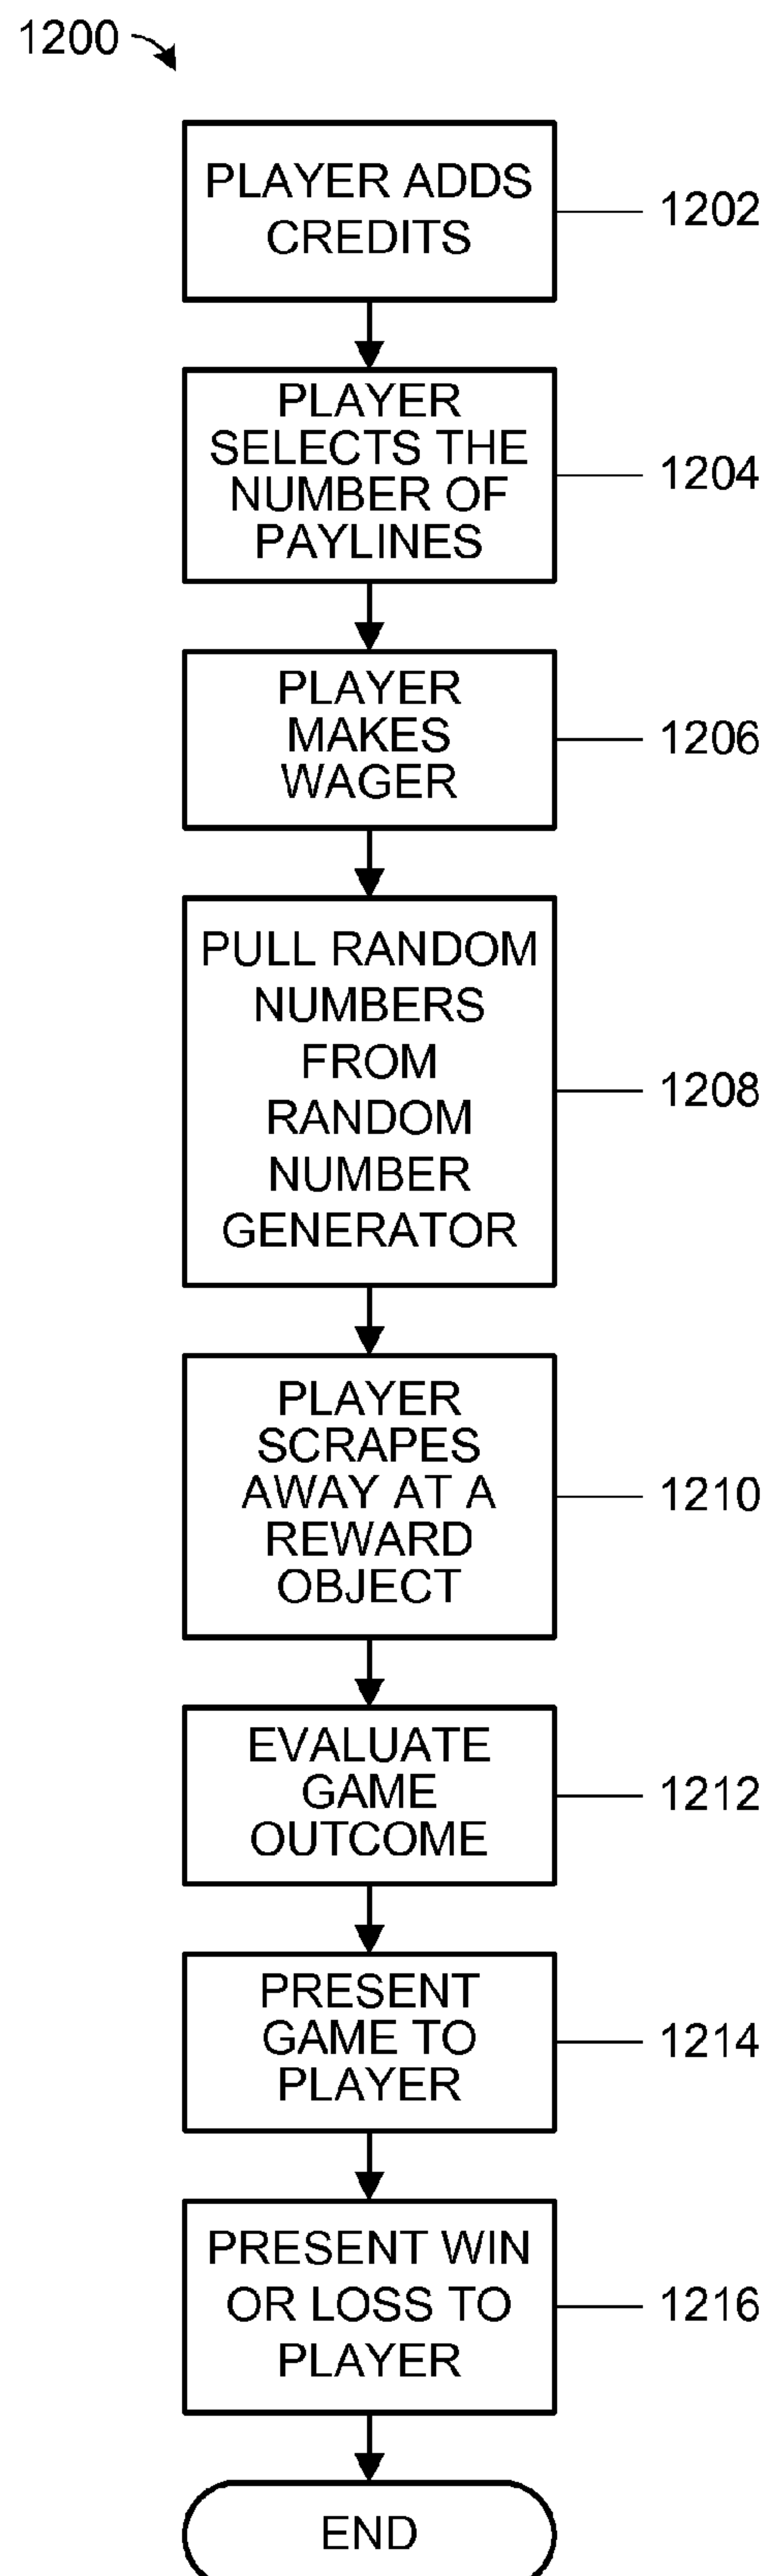 1200
PLAYER ADDS
CREDITS
1202
PLAYER
SELECTS THE
NUMBER OF
PAYLINES
1204
PLAYER
MAKES
WAGER
1206
PULL RANDOM
NUMBERS
FROM
RANDOM
NUMBER
GENERATOR
1208
PLAYER
SCRAPES
AWAY AT A
REWARD
OBJECT
1210
EVALUATE
GAME
OUTCOME
1212
PRESENT
GAME TO
PLAYER
1214
PRESENT WIN
OR LOSS TO
PLAYER
1216
END